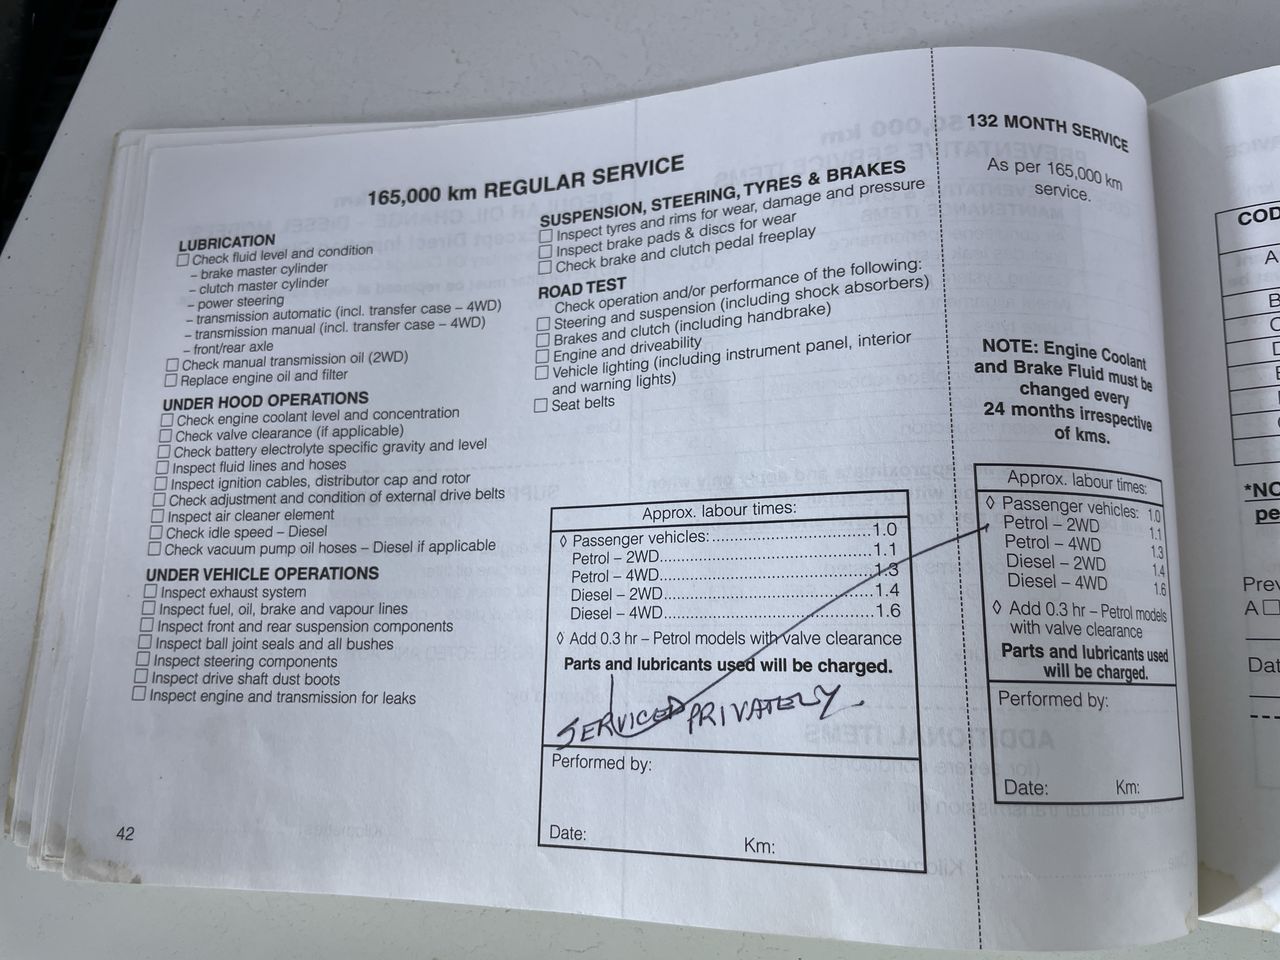 165,000 km REGULAR SERVICE
LUBRICATION
Check fluid level and condition
– brake master cylinder
– clutch master cylinder
– power steering
– transmission automatic (incl. transfer case – 4WD)
– transmission manual (incl. transfer case – 4WD)
– front/rear axle
Check manual transmission oil (2WD)
Replace engine oil and filter
UNDER HOOD OPERATIONS
Check engine coolant level and concentration
Check valve clearance (if applicable)
Check battery electrolyte specific gravity and level
Inspect fluid lines and hoses
Inspect ignition cables, distributor cap and rotor
Check adjustment and condition of external drive belts
Inspect air cleaner element
Check idle speed – Diesel
Check vacuum pump oil hoses – Diesel if applicable
UNDER VEHICLE OPERATIONS
Inspect exhaust system
Inspect fuel, oil, brake and vapour lines
Inspect front and rear suspension components
Inspect ball joint seals and all bushes
Inspect steering components
Inspect drive shaft dust boots
Inspect engine and transmission for leaks
42
SUSPENSION, STEERING, TYRES & BRAKES
Inspect tyres and rims for wear, damage and pressure
Inspect brake pads & discs for wear
Check brake and clutch pedal freeplay
ROAD TEST
Check operation and/or performance of the following:
Steering and suspension (including shock absorbers)
Brakes and clutch (including handbrake)
Engine and driveability
Vehicle lighting (including instrument panel, interior
and warning lights)
Seat belts
Approx. labour times:
◊ Passenger vehicles:..............................1.0
Petrol – 2WD........................................1.1
Petrol – 4WD........................................1.3
Diesel – 2WD........................................1.4
Diesel – 4WD........................................1.6
◊ Add 0.3 hr – Petrol models with valve clearance
Parts and lubricants used will be charged.
SERVICED PRIVATELY.
Performed by:
Date: Km:
132 MONTH SERVICE
As per 165,000 km
service.
NOTE: Engine Coolant
and Brake Fluid must be
changed every
24 months irrespective
of kms.
Approx. labour times:
◊ Passenger vehicles: 1.0
Petrol – 2WD 1.1
Petrol – 4WD 1.3
Diesel – 2WD 1.4
Diesel – 4WD 1.6
◊ Add 0.3 hr – Petrol models
with valve clearance
Parts and lubricants used
will be charged.
Performed by:
Date: Km: